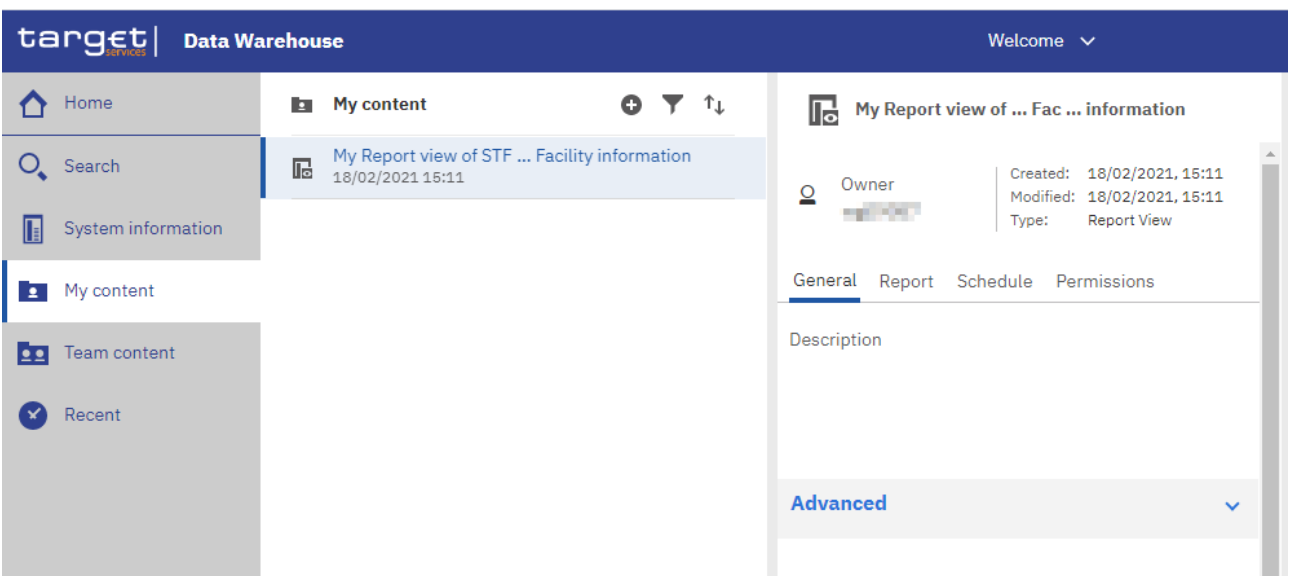 target services Data Warehouse
Welcome
Home
Search
System information
My content
Team content
Recent
My content
My Report view of STF ... Facility information
18/02/2021 15:11
My Report view of ... Fac ... information
Owner
Created: 18/02/2021, 15:11
Modified: 18/02/2021, 15:11
Type: Report View
General Report Schedule Permissions
Description
Advanced